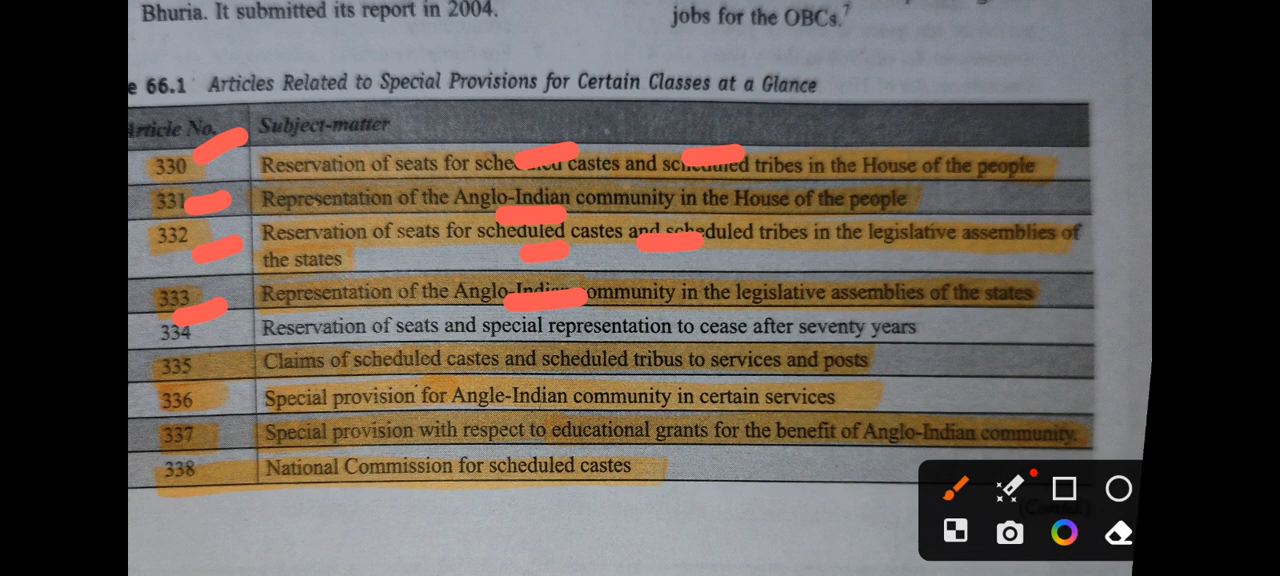 Bhuria. It submitted its report in 2004.
jobs for the OBCs.7
e 66.1 Articles Related to Special Provisions for Certain Classes at a Glance
Article No. Subject-matter
330 Reservation of seats for scheduled castes and scheduled tribes in the House of the people
331 Representation of the Anglo-Indian community in the House of the people
332 Reservation of seats for scheduled castes and scheduled tribes in the legislative assemblies of
the states
333 Representation of the Anglo-Indian community in the legislative assemblies of the states
334 Reservation of seats and special representation to cease after seventy years
335 Claims of scheduled castes and scheduled tribus to services and posts
336 Special provision for Angle-Indian community in certain services
337 Special provision with respect to educational grants for the benefit of Anglo-Indian community.
338 National Commission for scheduled castes
(Contd.)